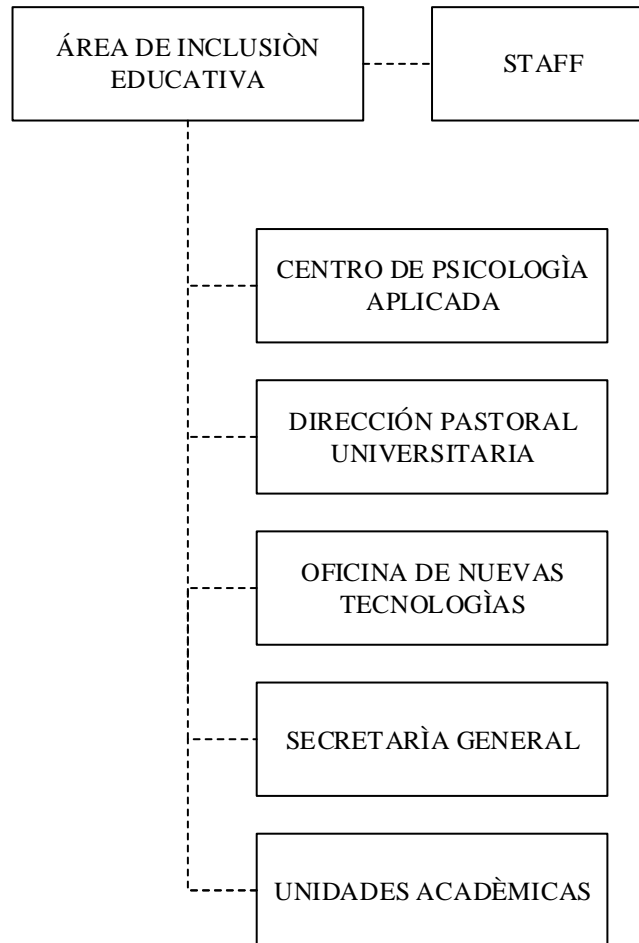 ÁREA DE INCLUSIÒN
EDUCATIVA
STAFF
CENTRO DE PSICOLOGÌA
APLICADA
DIRECCIÓN PASTORAL
UNIVERSITARIA
OFICINA DE NUEVAS
TECNOLOGÌAS
SECRETARÌA GENERAL
UNIDADES ACADÈMICAS